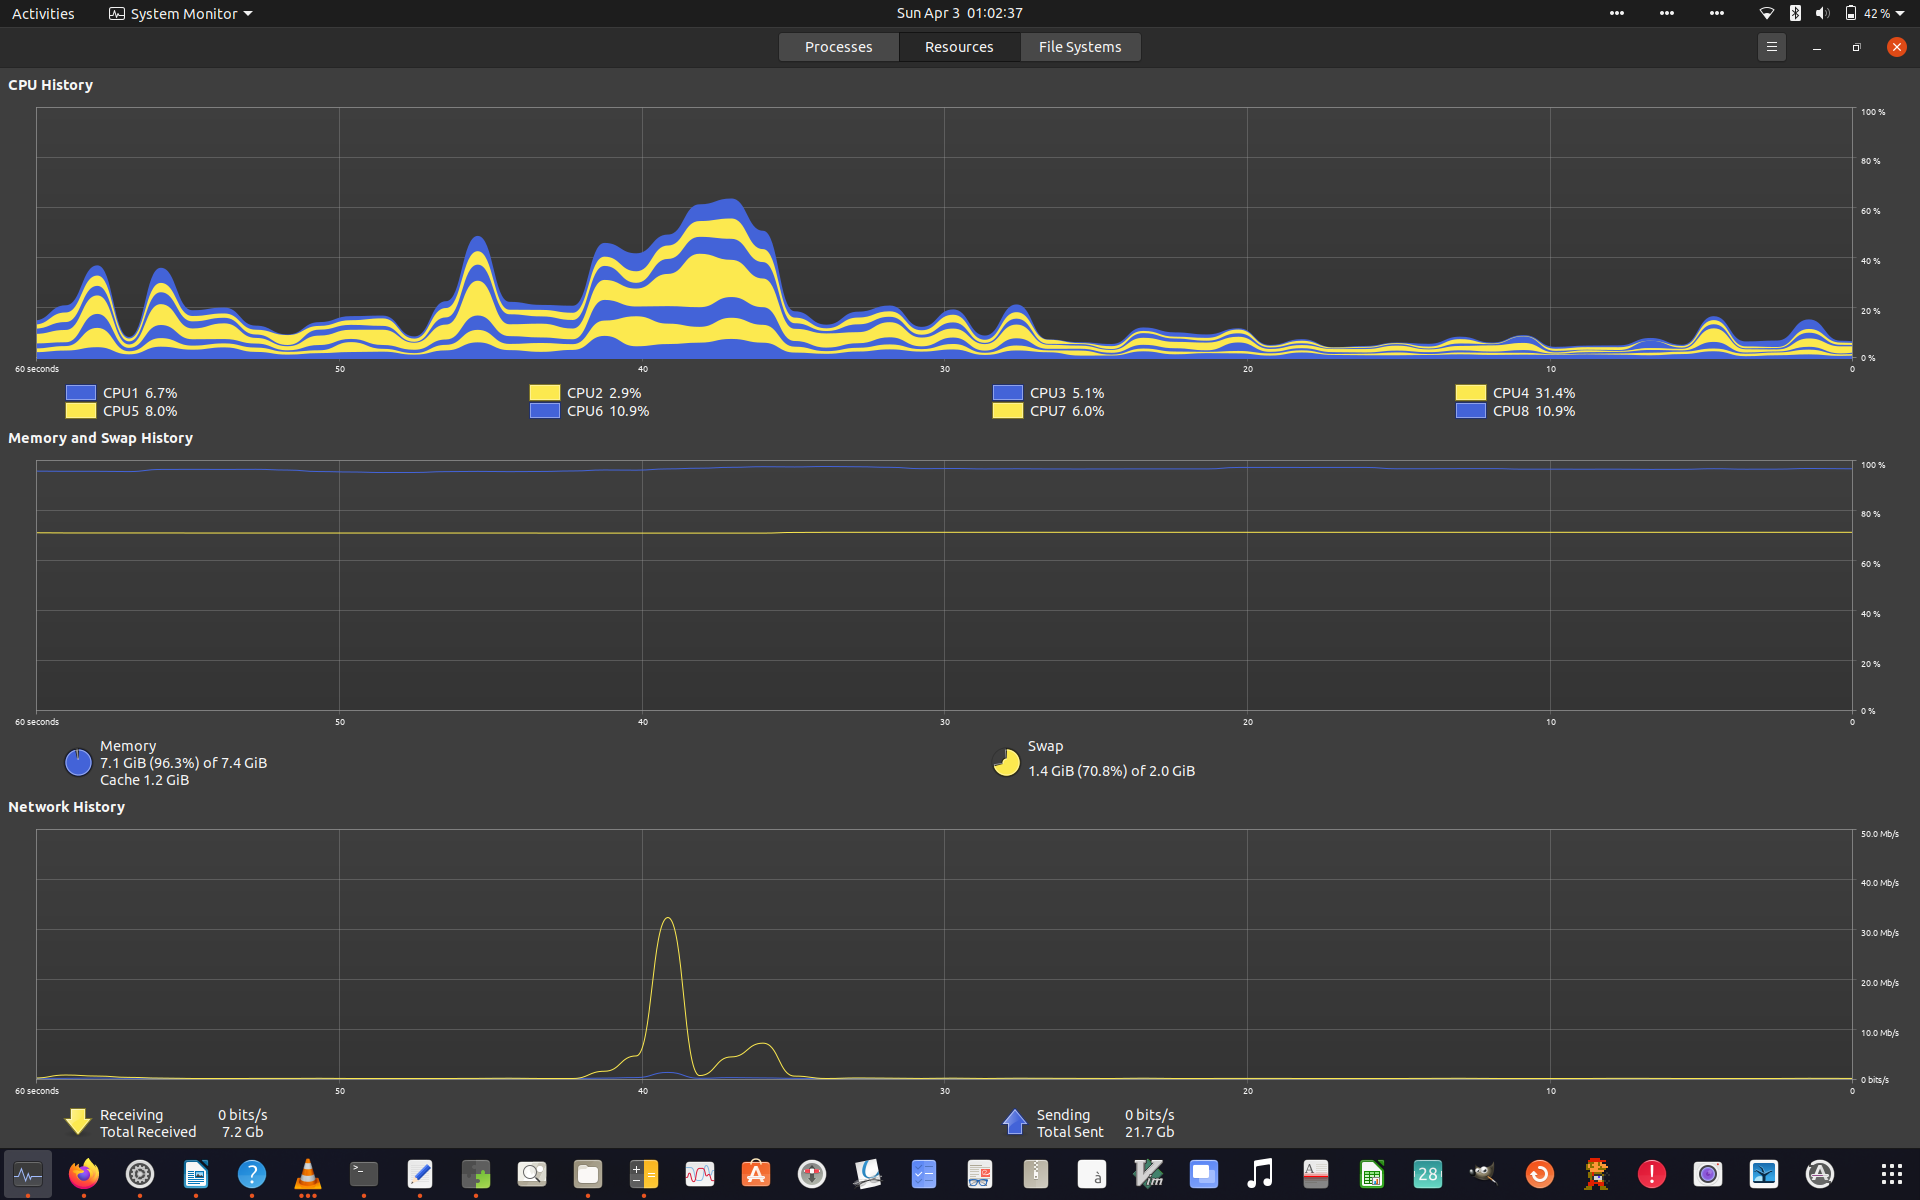 Activities System Monitor Sun Apr 3 01:02:37 42 %
Processes Resources File Systems
CPU History
100 %
80 %
60 %
40 %
20 %
0 %
60 seconds 50 40 30 20 10 0
CPU1 6.7% CPU2 2.9% CPU3 5.1% CPU4 31.4%
CPU5 8.0% CPU6 10.9% CPU7 6.0% CPU8 10.9%
Memory and Swap History
100 %
80 %
60 %
40 %
20 %
0 %
60 seconds 50 40 30 20 10 0
Memory
7.1 GiB (96.3%) of 7.4 GiB
Cache 1.2 GiB
Swap
1.4 GiB (70.8%) of 2.0 GiB
Network History
50.0 Mb/s
40.0 Mb/s
30.0 Mb/s
20.0 Mb/s
10.0 Mb/s
0 bits/s
60 seconds 50 40 30 20 10 0
Receiving 0 bits/s
Total Received 7.2 Gb
Sending 0 bits/s
Total Sent 21.7 Gb
? >_ à Vim A 28 !